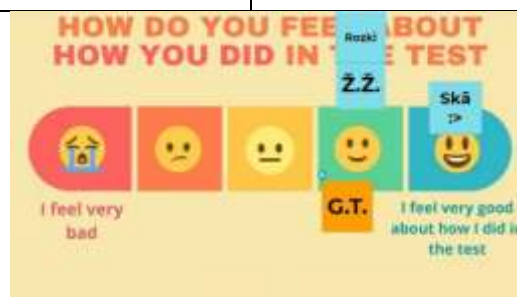 HOW DO YOU FEEL ABOUT
HOW YOU DID IN THE TEST
Rozki
Ž.Ž.
Skā
:>
G.T.
I feel very
bad
I feel very good
about how I did in
the test